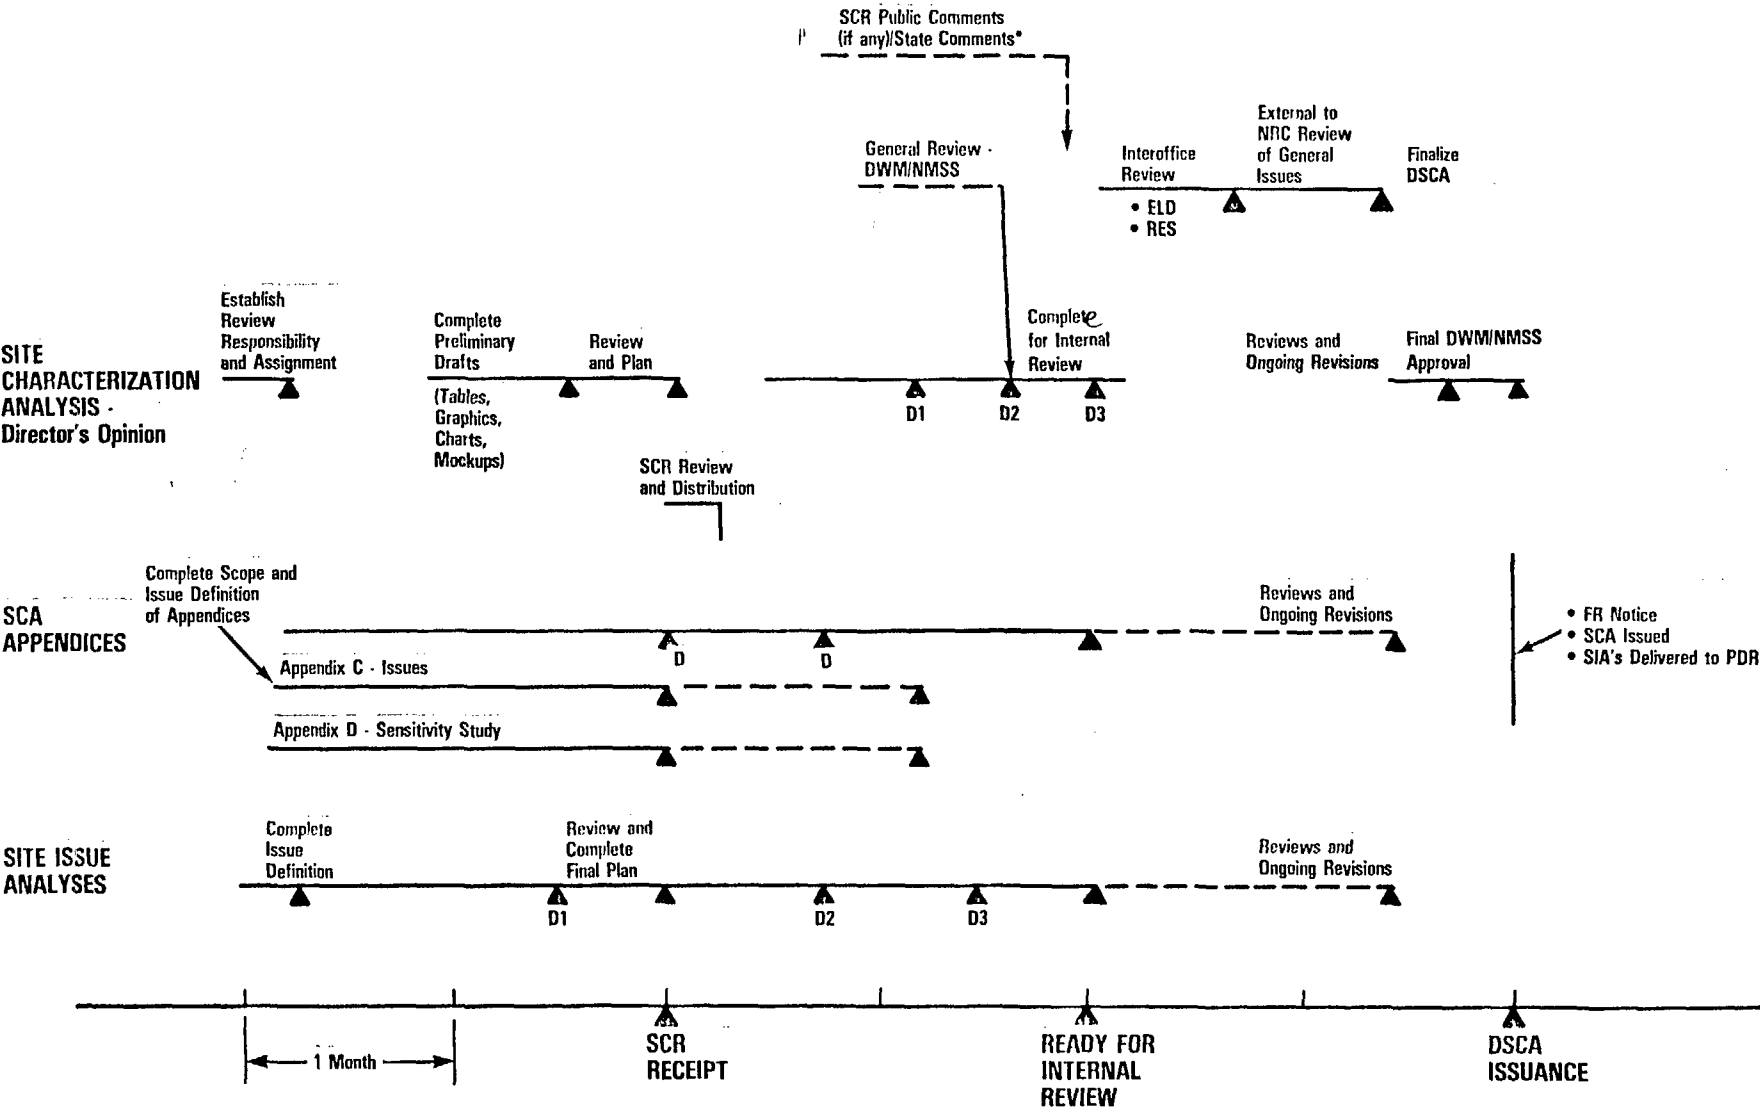 SCR Public Comments
(if any)/State Comments*
General Review -
DWM/NMSS
Interoffice
Review
• ELD
• RES
External to
NRC Review
of General
Issues
Finalize
DSCA
SITE
CHARACTERIZATION
ANALYSIS -
Director's Opinion
Establish
Review
Responsibility
and Assignment
Complete
Preliminary
Drafts
(Tables,
Graphics,
Charts,
Mockups)
Review
and Plan
D1
D2
Complete
for Internal
Review
D3
Reviews and
Ongoing Revisions
Final DWM/NMSS
Approval
SCR Review
and Distribution
SCA
APPENDICES
Complete Scope and
Issue Definition
of Appendices
D
D
Reviews and
Ongoing Revisions
• FR Notice
• SCA Issued
• SIA's Delivered to PDR
Appendix C - Issues
Appendix D - Sensitivity Study
SITE ISSUE
ANALYSES
Complete
Issue
Definition
D1
Review and
Complete
Final Plan
D2
D3
Reviews and
Ongoing Revisions
1 Month
SCR
RECEIPT
READY FOR
INTERNAL
REVIEW
DSCA
ISSUANCE